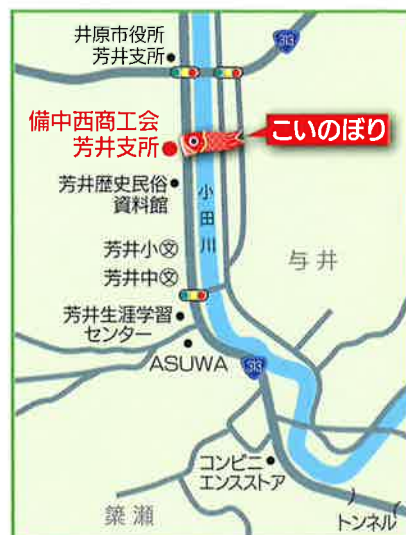 井原市役所
芳井支所
313
備中西商工会
芳井支所
こいのぼり
芳井歴史民俗
資料館
小田川
芳井小文
芳井中文
与井
芳井生涯学習
センター
ASUWA
313
コンビニ
エンスストア
簗瀬
トンネル